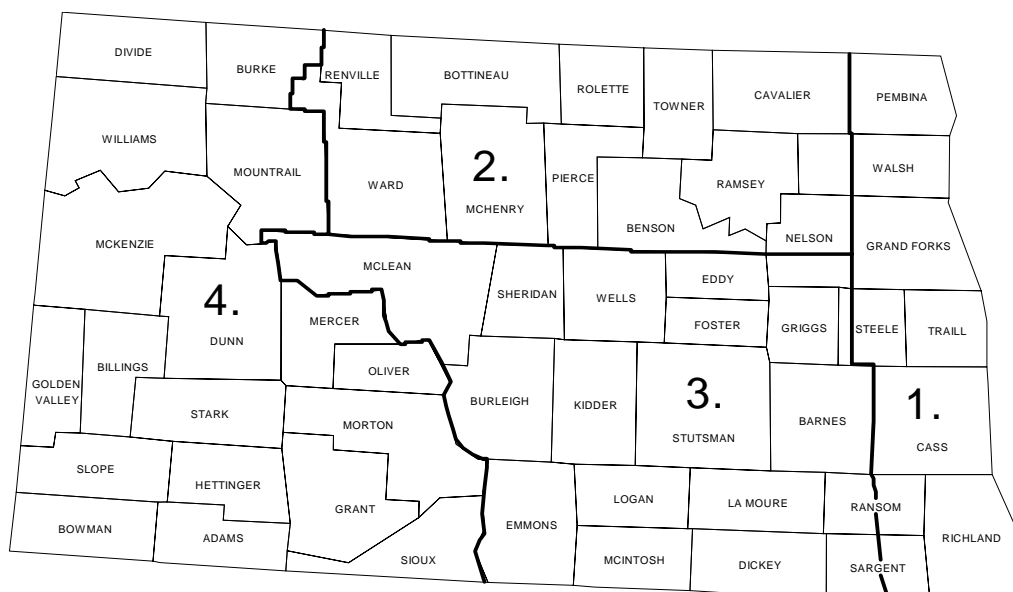 DIVIDE
BURKE
RENVILLE
BOTTINEAU
ROLETTE
TOWNER
CAVALIER
PEMBINA
WILLIAMS
MOUNTRAIL
WARD
2.
MCHENRY
PIERCE
BENSON
RAMSEY
WALSH
NELSON
GRAND FORKS
MCKENZIE
MCLEAN
SHERIDAN
WELLS
EDDY
FOSTER
GRIGGS
STEELE
TRAILL
4.
DUNN
MERCER
OLIVER
GOLDEN
VALLEY
BILLINGS
STARK
MORTON
BURLEIGH
KIDDER
3.
STUTSMAN
BARNES
1.
CASS
SLOPE
HETTINGER
GRANT
EMMONS
LOGAN
LA MOURE
RANSOM
RICHLAND
BOWMAN
ADAMS
SIOUX
MCINTOSH
DICKEY
SARGENT